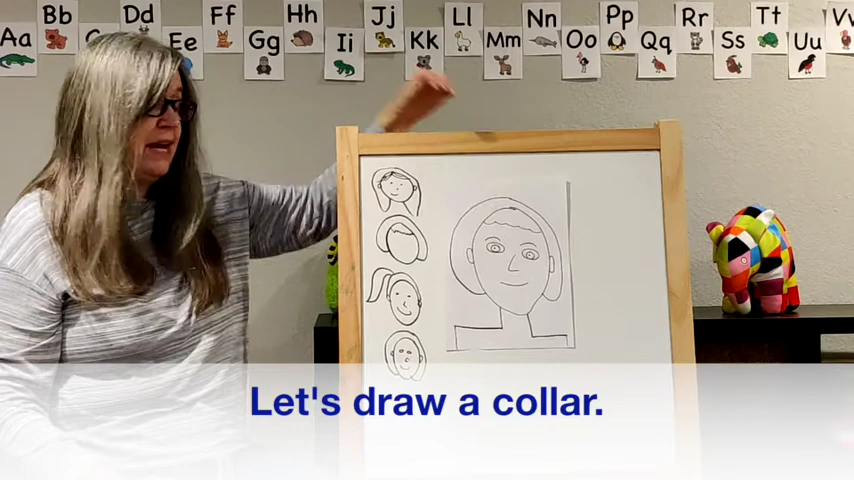 Aa
Bb
Dd
Ee
Ff
Gg
Hh
Ii
Jj
Kk
Ll
Mm
Nn
Oo
Pp
Qq
Rr
Ss
Tt
Uu
Let's draw a collar.